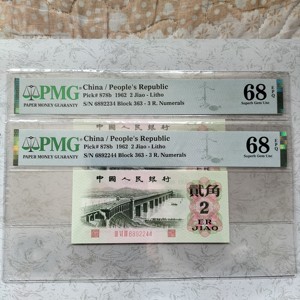 PMG
PAPER MONEY GUARANTY
China / People's Republic
Pick# 878b 1962 2 Jiao - Litho
S/N 6892234 Block 363 - 3 R. Numerals
68 EPQ
Superb Gem Unc
PMG
PAPER MONEY GUARANTY
China / People's Republic
Pick# 878b 1962 2 Jiao - Litho
S/N 6892244 Block 363 - 3 R. Numerals
68 EPQ
Superb Gem Unc
中国人民银行
中国人民银行
贰角
2
ER JIAO
6892244